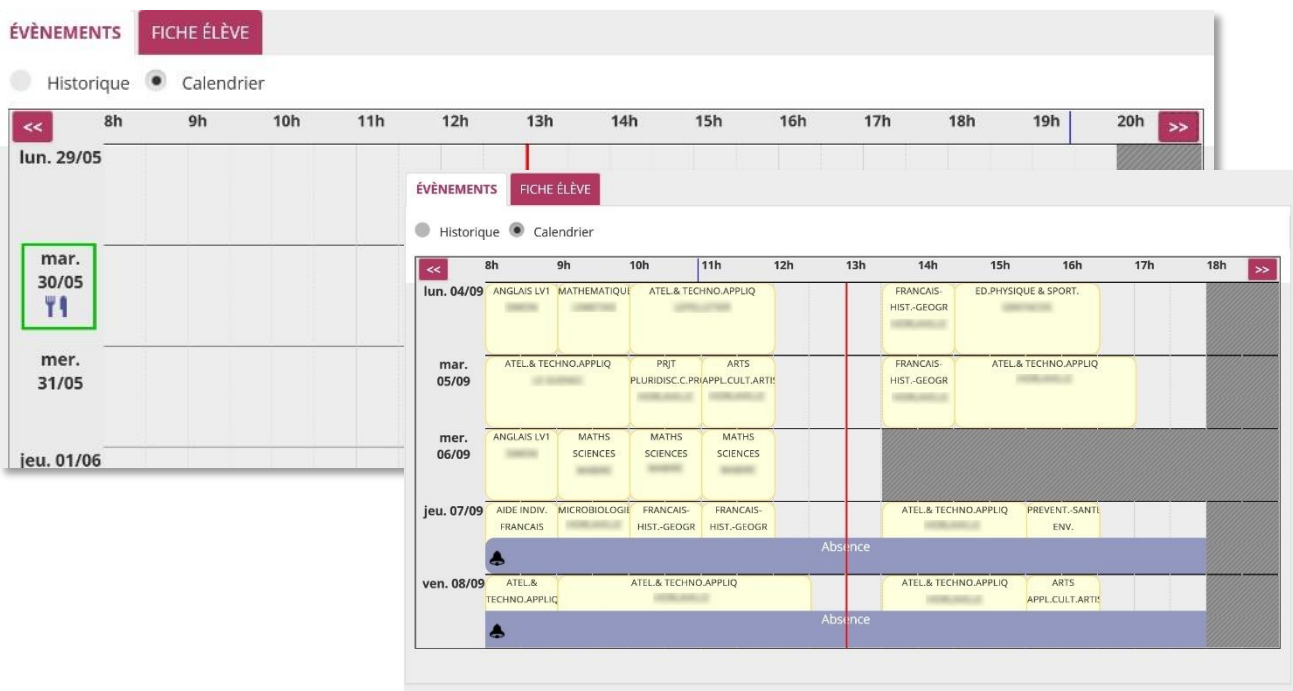 ÉVÈNEMENTS FICHE ÉLÈVE
Historique Calendrier
<< 8h 9h 10h 11h 12h 13h 14h 15h 16h 17h 18h 19h 20h >>
lun. 29/05
mar.
30/05
mer.
31/05
jeu. 01/06
ÉVÈNEMENTS FICHE ÉLÈVE
Historique Calendrier
<< 8h 9h 10h 11h 12h 13h 14h 15h 16h 17h 18h >>
lun. 04/09 ANGLAIS LV1 MATHEMATIQUE ATEL.& TECHNO.APPLIQ FRANCAIS- ED.PHYSIQUE & SPORT.
HIST.-GEOGR
mar. ATEL.& TECHNO.APPLIQ PRJT ARTS FRANCAIS- ATEL.& TECHNO.APPLIQ
05/09 PLURIDISC.C.PR APPL.CULT.ARTIS HIST.-GEOGR
mer. ANGLAIS LV1 MATHS MATHS MATHS
06/09 SCIENCES SCIENCES SCIENCES
jeu. 07/09 AIDE INDIV. MICROBIOLOGIE FRANCAIS- FRANCAIS- ATEL.& TECHNO.APPLIQ PREVENT.-SANTE
FRANCAIS HIST.-GEOGR HIST.-GEOGR ENV.
Absence
ven. 08/09 ATEL.& ATEL.& TECHNO.APPLIQ ATEL.& TECHNO.APPLIQ ARTS
TECHNO.APPLIQ APPL.CULT.ARTIS
Absence